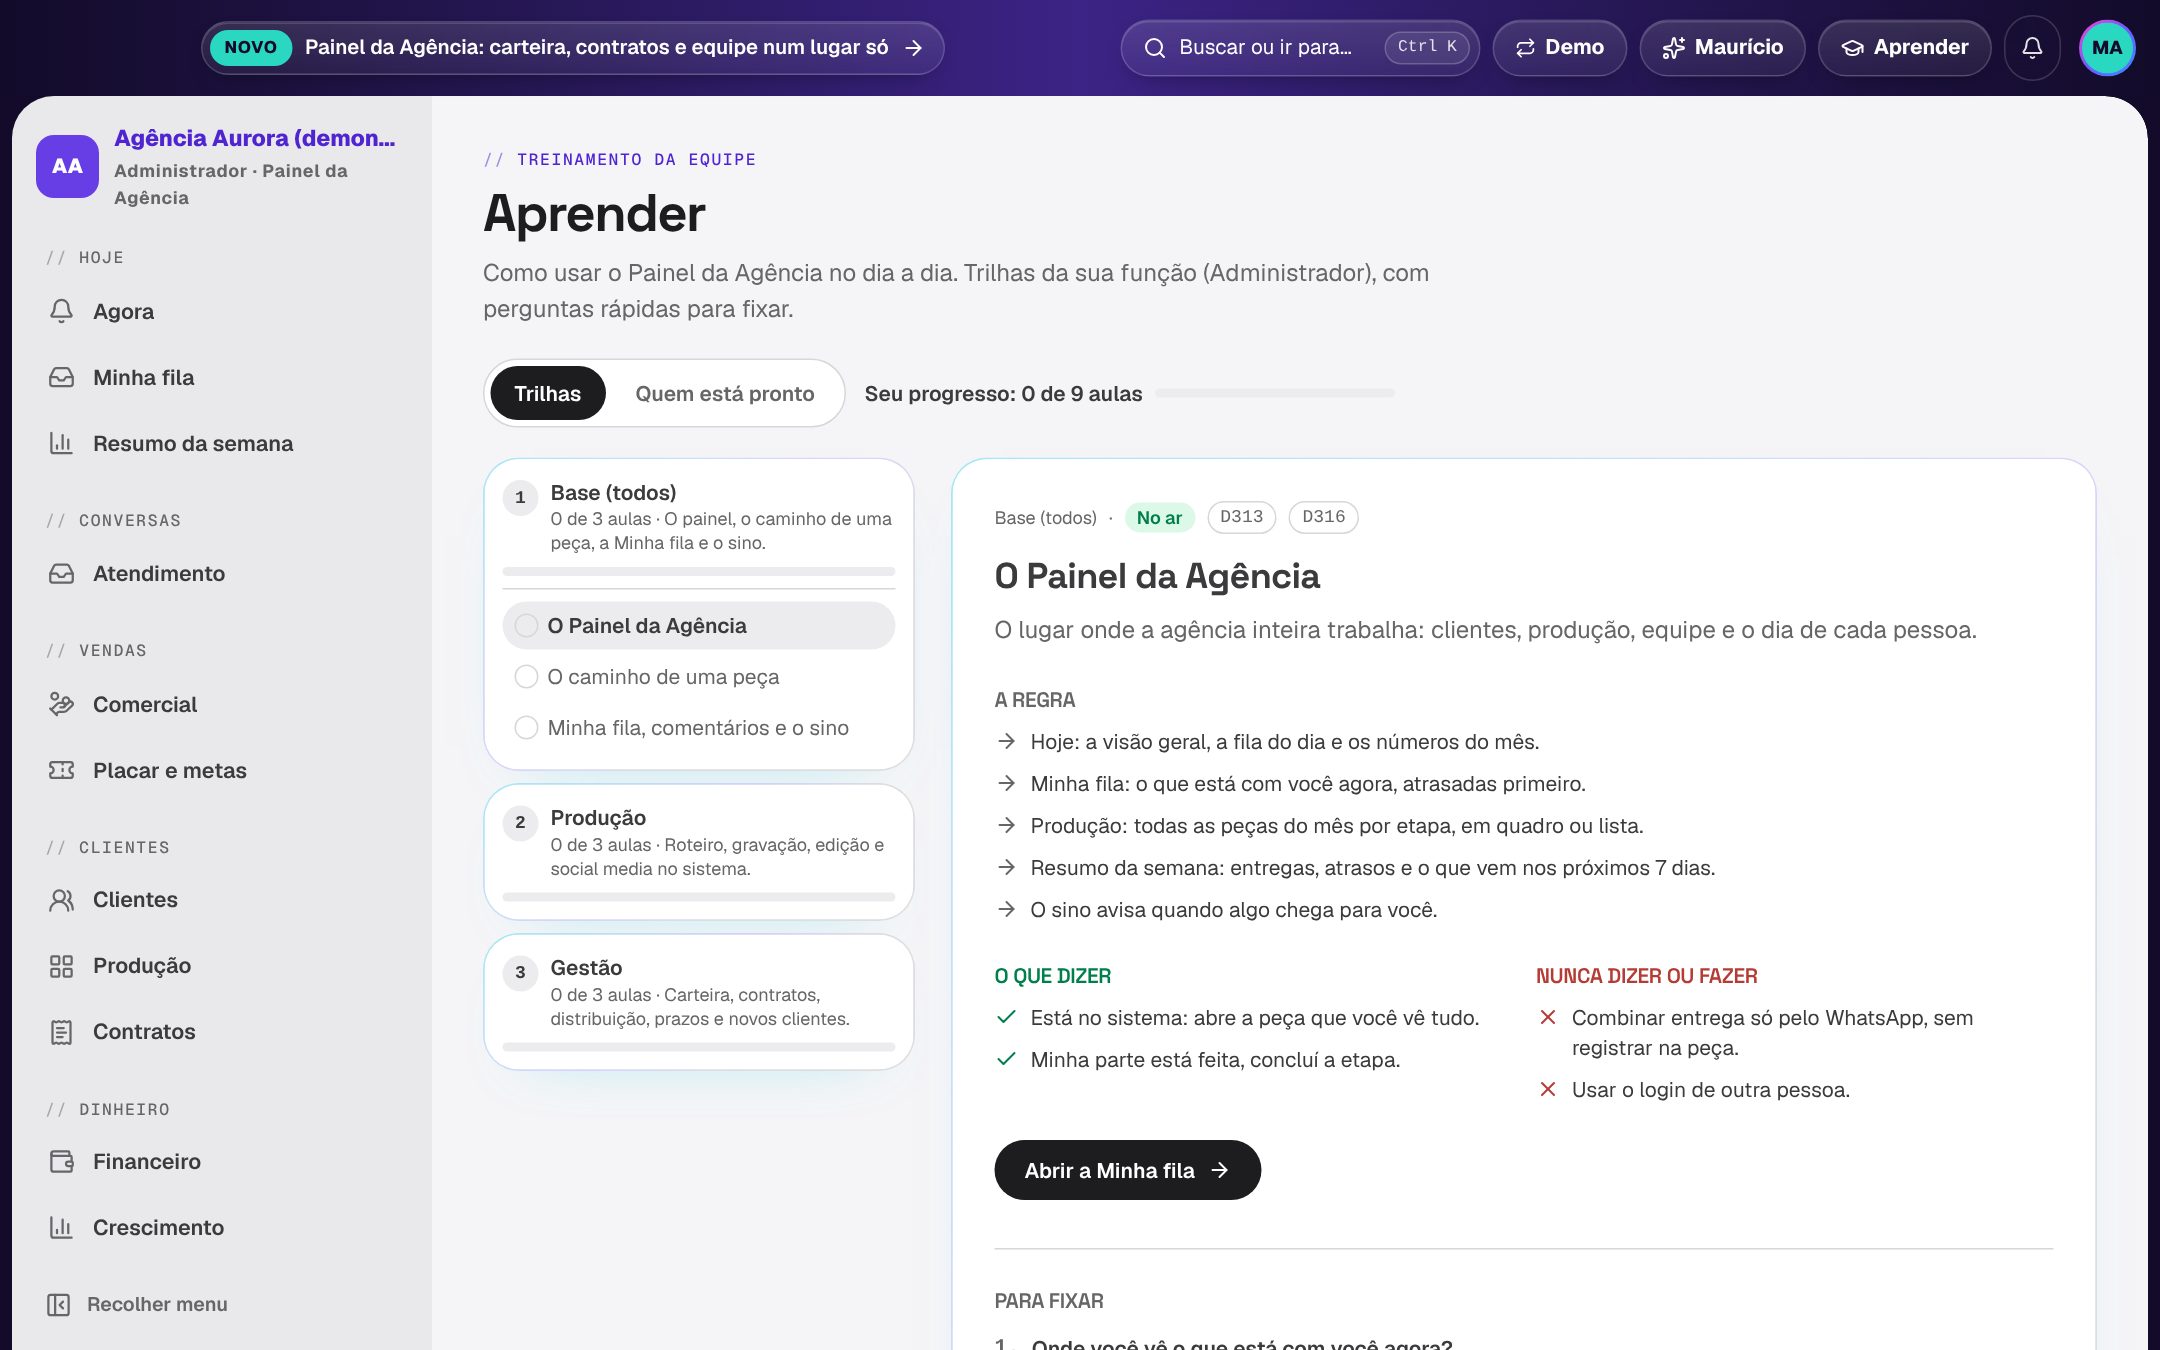 NOVO Painel da Agência: carteira, contratos e equipe num lugar só
Buscar ou ir para... Ctrl K
Demo
Maurício
Aprender
MA
AA
Agência Aurora (demon...
Administrador · Painel da
Agência
// HOJE
Agora
Minha fila
Resumo da semana
// CONVERSAS
Atendimento
// VENDAS
Comercial
Placar e metas
// CLIENTES
Clientes
Produção
Contratos
// DINHEIRO
Financeiro
Crescimento
Recolher menu
// TREINAMENTO DA EQUIPE
Aprender
Como usar o Painel da Agência no dia a dia. Trilhas da sua função (Administrador), com
perguntas rápidas para fixar.
Trilhas
Quem está pronto
Seu progresso: 0 de 9 aulas
1 Base (todos)
0 de 3 aulas · O painel, o caminho de uma
peça, a Minha fila e o sino.
O Painel da Agência
O caminho de uma peça
Minha fila, comentários e o sino
2 Produção
0 de 3 aulas · Roteiro, gravação, edição e
social media no sistema.
3 Gestão
0 de 3 aulas · Carteira, contratos,
distribuição, prazos e novos clientes.
Base (todos) · No ar D313 D316
O Painel da Agência
O lugar onde a agência inteira trabalha: clientes, produção, equipe e o dia de cada pessoa.
A REGRA
Hoje: a visão geral, a fila do dia e os números do mês.
Minha fila: o que está com você agora, atrasadas primeiro.
Produção: todas as peças do mês por etapa, em quadro ou lista.
Resumo da semana: entregas, atrasos e o que vem nos próximos 7 dias.
O sino avisa quando algo chega para você.
O QUE DIZER
Está no sistema: abre a peça que você vê tudo.
Minha parte está feita, concluí a etapa.
NUNCA DIZER OU FAZER
Combinar entrega só pelo WhatsApp, sem
registrar na peça.
Usar o login de outra pessoa.
Abrir a Minha fila
PARA FIXAR
1. Onde você vê o que está com você agora?